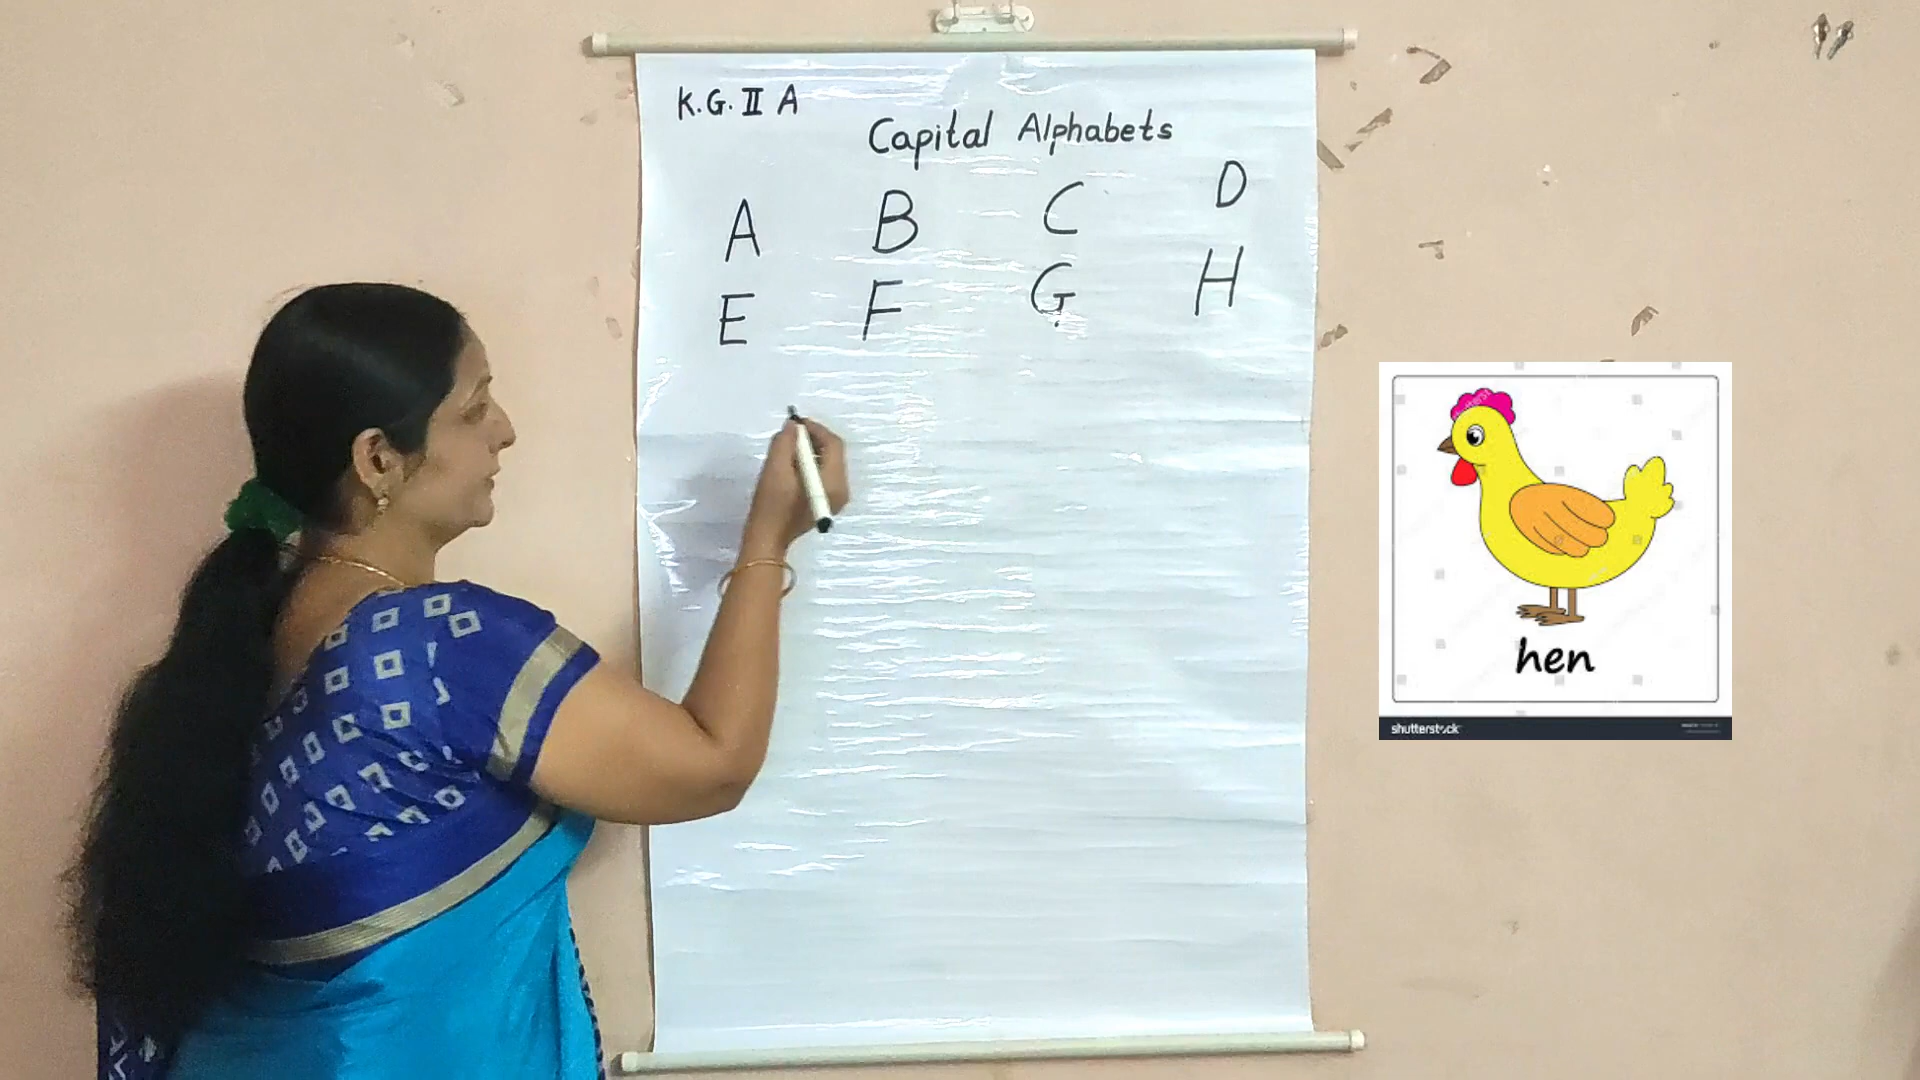 K.G. II A
Capital Alphabets
A B C D
E F G H
hen
shutterstock